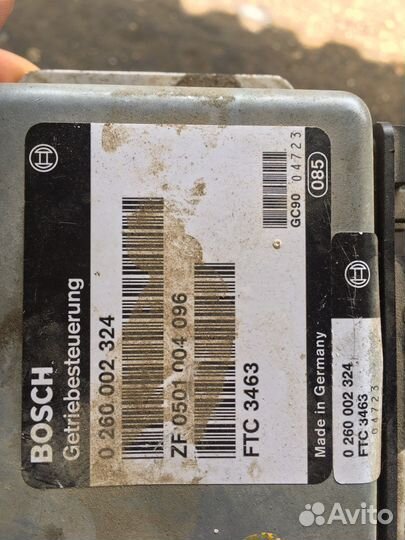 BOSCH
Getriebesteuerung
0 260 002 324
ZF 0501 004 096
FTC 3463
GC90 04723
085
Made in Germany
0 260 002 324
FTC 3463
04723
Avito